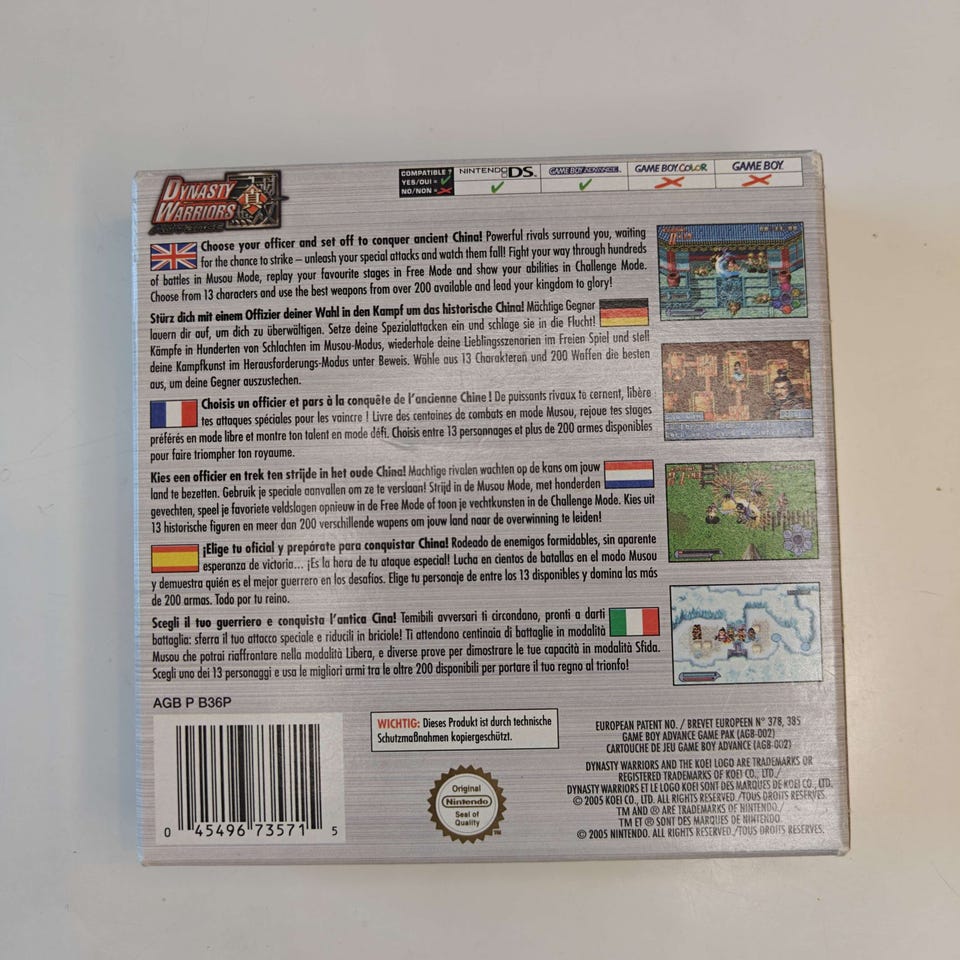 DYNASTY
WARRIORS
COMPATIBLE ?
YES/OUI =
NO/NON =
NINTENDO DS
GAME BOY ADVANCE
GAME BOY COLOR
GAME BOY
Choose your officer and set off to conquer ancient China! Powerful rivals surround you, waiting
for the chance to strike – unleash your special attacks and watch them fall! Fight your way through hundreds
of battles in Musou Mode, replay your favourite stages in Free Mode and show your abilities in Challenge Mode.
Choose from 13 characters and use the best weapons from over 200 available and lead your kingdom to glory!
Stürz dich mit einem Offizier deiner Wahl in den Kampf um das historische China! Mächtige Gegner
lauern dir auf, um dich zu überwältigen. Setze deine Spezialattacken ein und schlage sie in die Flucht!
Kämpfe in Hunderten von Schlachten im Musou-Modus, wiederhole deine Lieblingsszenarien im Freien Spiel und stell
deine Kampfkunst im Herausforderungs-Modus unter Beweis. Wähle aus 13 Charakteren und 200 Waffen die besten
aus, um deine Gegner auszustechen.
Choisis un officier et pars à la conquête de l'ancienne Chine ! De puissants rivaux te cernent, libère
tes attaques spéciales pour les vaincre ! Livre des centaines de combats en mode Musou, rejoue tes stages
préférés en mode libre et montre ton talent en mode défi. Choisis entre 13 personnages et plus de 200 armes disponibles
pour faire triompher ton royaume.
Kies een officier en trek ten strijde in het oude China! Machtige rivalen wachten op de kans om jouw
land te bezetten. Gebruik je speciale aanvallen om ze te verslaan! Strijd in de Musou Mode, met honderden
gevechten, speel je favoriete veldslagen opnieuw in de Free Mode of toon je vechtkunsten in de Challenge Mode. Kies uit
13 historische figuren en meer dan 200 verschillende wapens om jouw land naar de overwinning te leiden!
¡Elige tu oficial y prepárate para conquistar China! Rodeado de enemigos formidables, sin aparente
esperanza de victoria... ¡Es la hora de tu ataque especial! Lucha en cientos de batallas en el modo Musou
y demuestra quién es el mejor guerrero en los desafíos. Elige tu personaje de entre los 13 disponibles y domina las más
de 200 armas. Todo por tu reino.
Scegli il tuo guerriero e conquista l'antica Cina! Temibili avversari ti circondano, pronti a darti
battaglia: sferra il tuo attacco speciale e riducili in briciole! Ti attendono centinaia di battaglie in modalità
Musou che potrai riaffrontare nella modalità Libera, e diverse prove per dimostrare le tue capacità in modalità Sfida.
Scegli uno dei 13 personaggi e usa le migliori armi tra le oltre 200 disponibili per portare il tuo regno al trionfo!
AGB P B36P
WICHTIG: Dieses Produkt ist durch technische
Schutzmaßnahmen kopiergeschützt.
Original
Nintendo
Seal of
Quality
TM
0 45496 73571 5
EUROPEAN PATENT NO. / BREVET EUROPEEN N° 378, 385
GAME BOY ADVANCE GAME PAK (AGB-002)
CARTOUCHE DE JEU GAME BOY ADVANCE (AGB-002)
DYNASTY WARRIORS AND THE KOEI LOGO ARE TRADEMARKS OR
REGISTERED TRADEMARKS OF KOEI CO., LTD./
DYNASTY WARRIORS ET LE LOGO KOEI SONT DES MARQUES DE KOEI CO., LTD.
© 2005 KOEI CO., LTD. ALL RIGHTS RESERVED./TOUS DROITS RESERVES.
TM AND ® ARE TRADEMARKS OF NINTENDO./
TM ET ® SONT DES MARQUES DE NINTENDO.
© 2005 NINTENDO. ALL RIGHTS RESERVED./TOUS DROITS RESERVES.